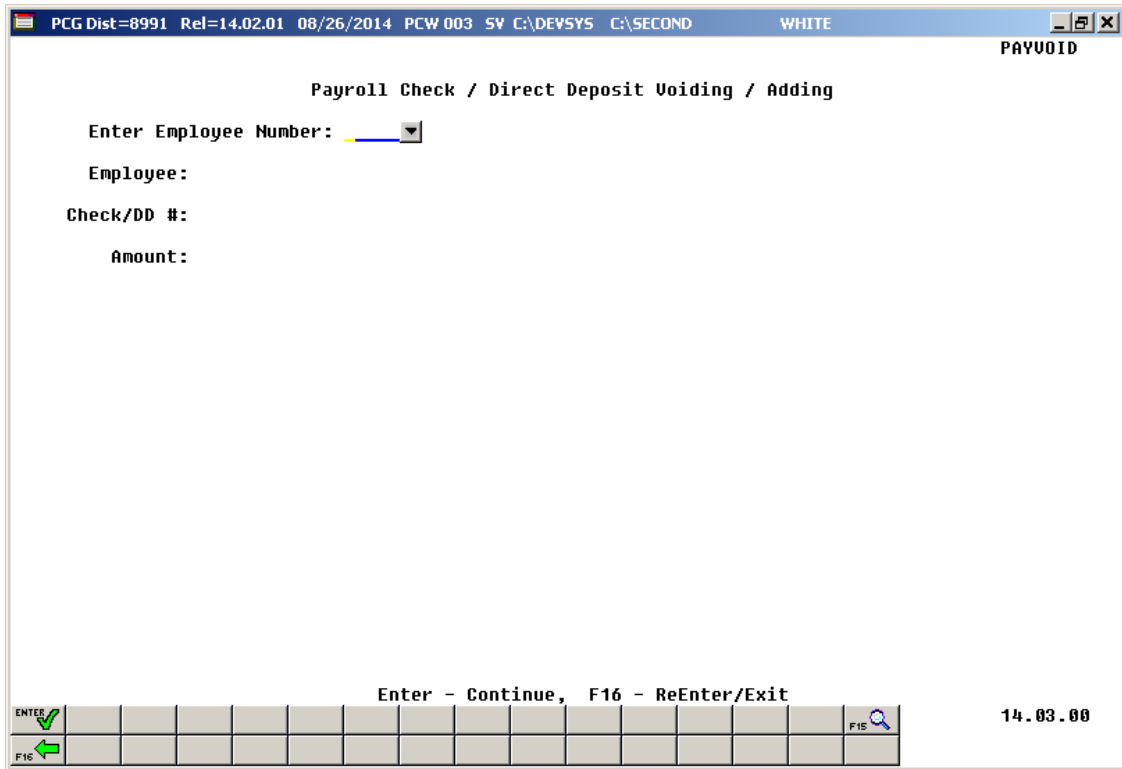 PCG Dist=8991 Rel=14.02.01 08/26/2014 PCW 003 SV C:\DEVSYS C:\SECOND WHITE
PAYVOID
Payroll Check / Direct Deposit Voiding / Adding
Enter Employee Number:
Employee:
Check/DD #:
Amount:
Enter - Continue, F16 - ReEnter/Exit
ENTER F15 14.03.00
F16